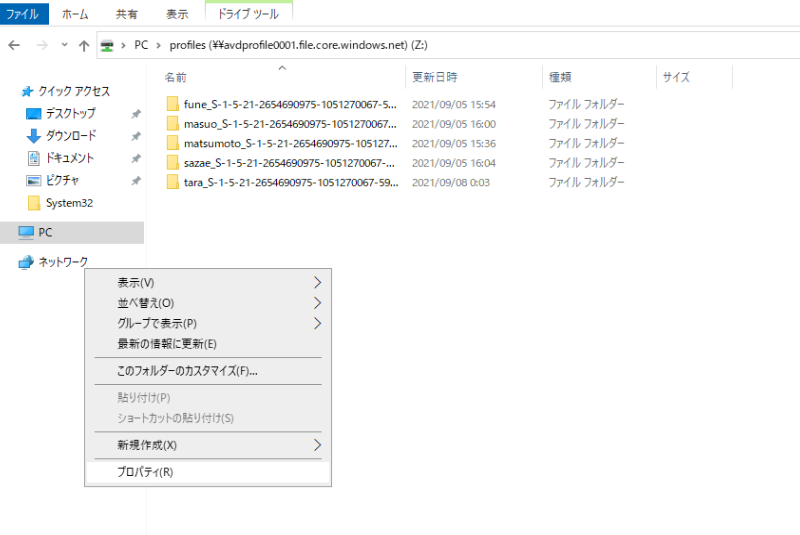 ファイル ホーム 共有 表示 ドライブ ツール
PC profiles (¥¥avdprofile0001.file.core.windows.net) (Z:)
名前 更新日時 種類 サイズ
クイック アクセス
デスクトップ
ダウンロード
ドキュメント
ピクチャ
System32
PC
ネットワーク
fune_S-1-5-21-2654690975-1051270067-5... 2021/09/05 15:54 ファイル フォルダー
masuo_S-1-5-21-2654690975-1051270067... 2021/09/05 16:00 ファイル フォルダー
matsumoto_S-1-5-21-2654690975-105127... 2021/09/05 15:36 ファイル フォルダー
sazae_S-1-5-21-2654690975-1051270067-... 2021/09/05 16:04 ファイル フォルダー
tara_S-1-5-21-2654690975-1051270067-59... 2021/09/08 0:03 ファイル フォルダー
表示(V)
並べ替え(O)
グループで表示(P)
最新の情報に更新(E)
このフォルダーのカスタマイズ(F)...
貼り付け(P)
ショートカットの貼り付け(S)
新規作成(X)
プロパティ(R)